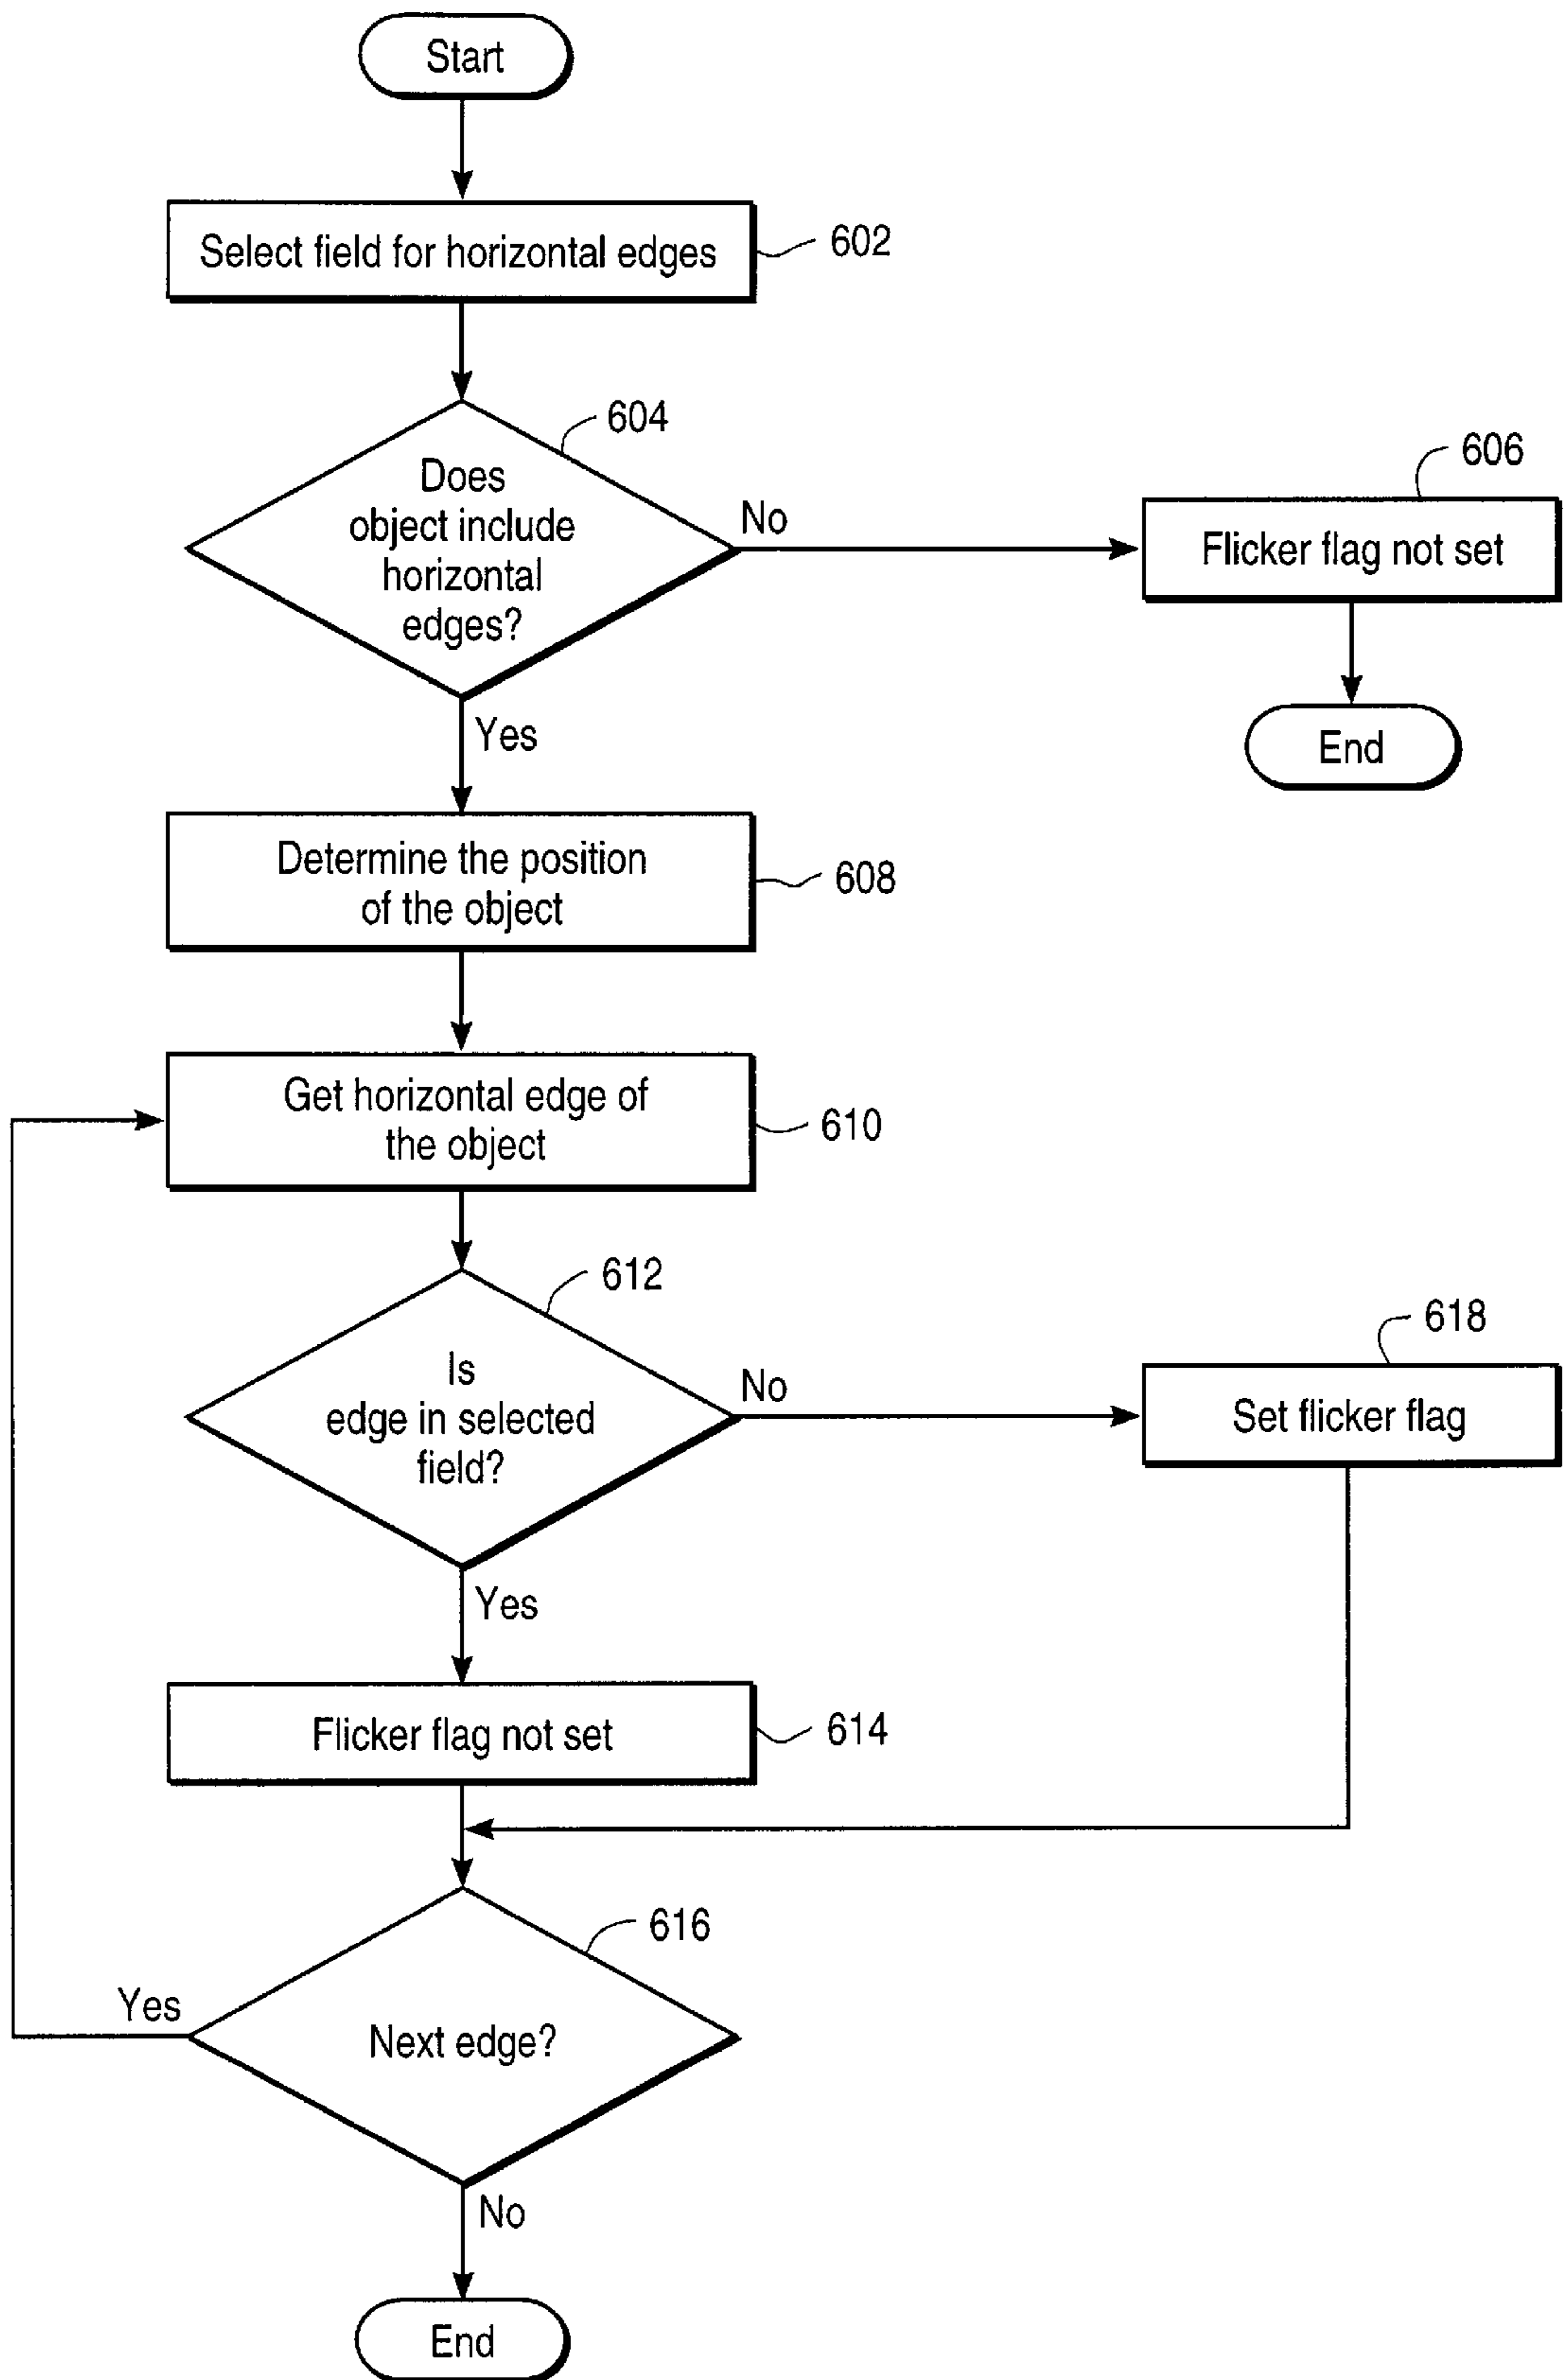 Start
Select field for horizontal edges
602
604
Does
object include
horizontal
edges?
No
606
Flicker flag not set
End
Yes
Determine the position
of the object
608
Get horizontal edge of
the object
610
612
Is
edge in selected
field?
No
618
Set flicker flag
Yes
Flicker flag not set
614
616
Next edge?
Yes
No
End